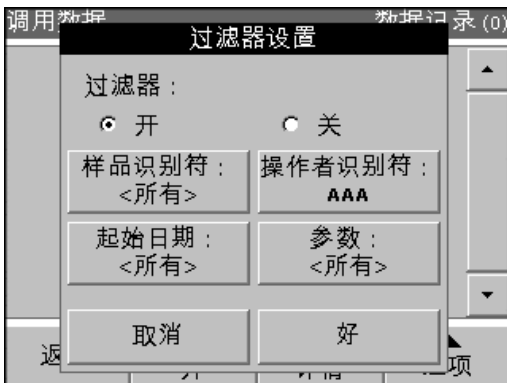 调用数据 数据记录 (0)
过滤器设置
过滤器：
开 关
样品识别符： 操作者识别符：
<所有> AAA
起始日期： 参数：
<所有> <所有>
取消 好
返
项